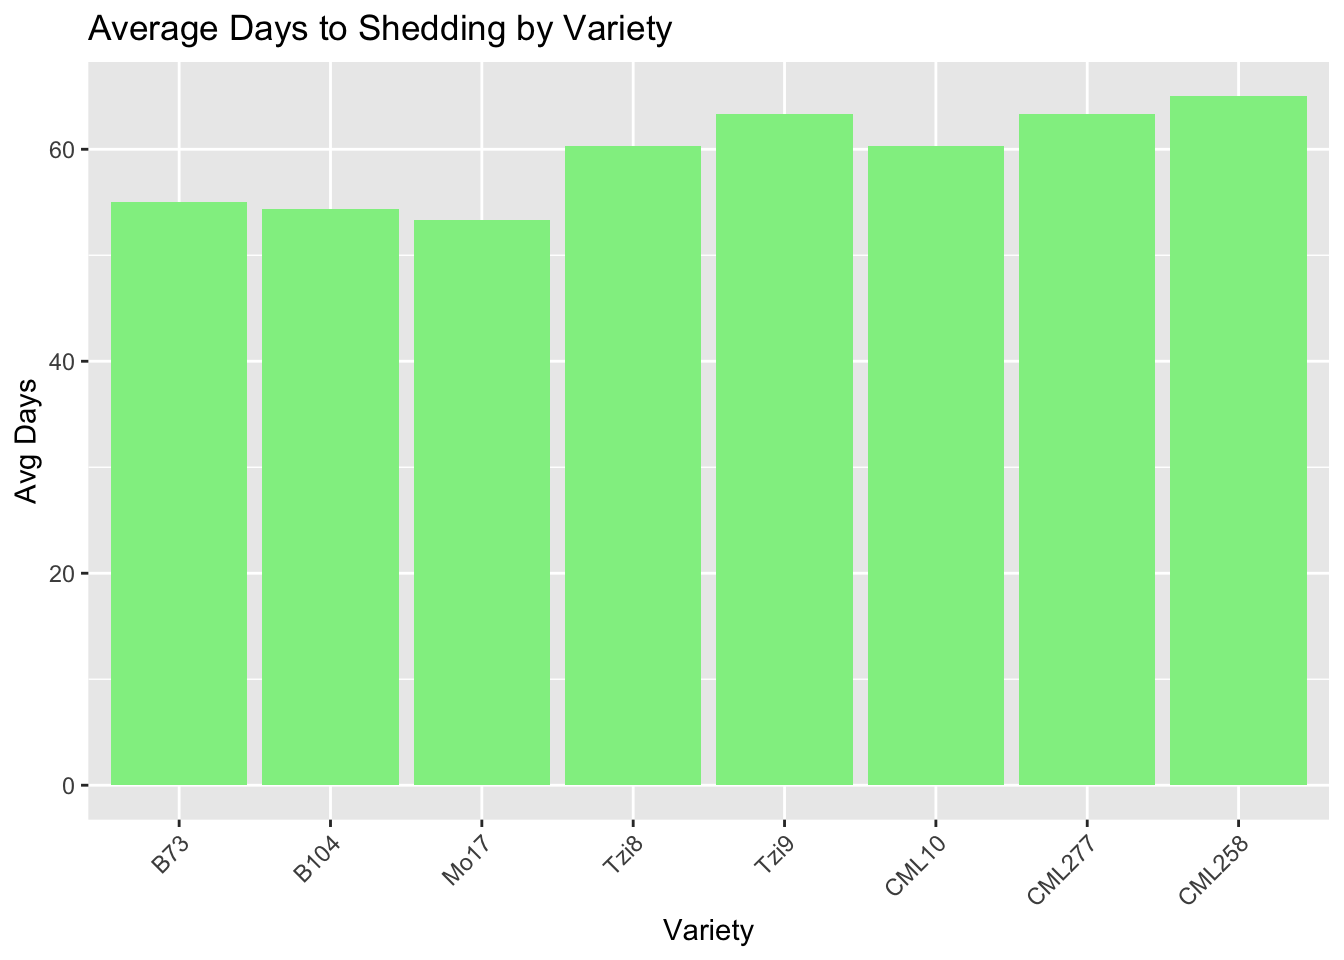 Average Days to Shedding by Variety
Avg Days
60
40
20
0
B73
B104
Mo17
Tzi8
Tzi9
CML10
CML277
CML258
Variety